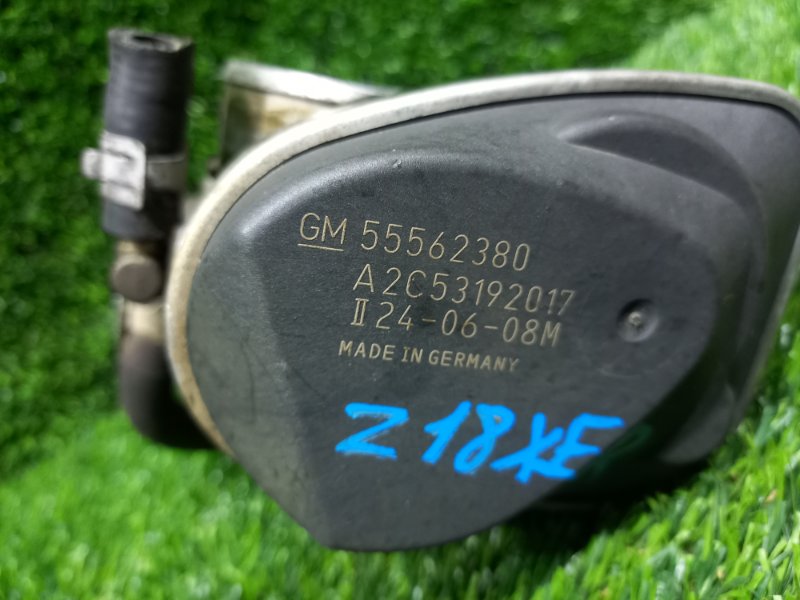 GM 55562380
A2C53192017
II 24-06-08M
MADE IN GERMANY
Z18XE